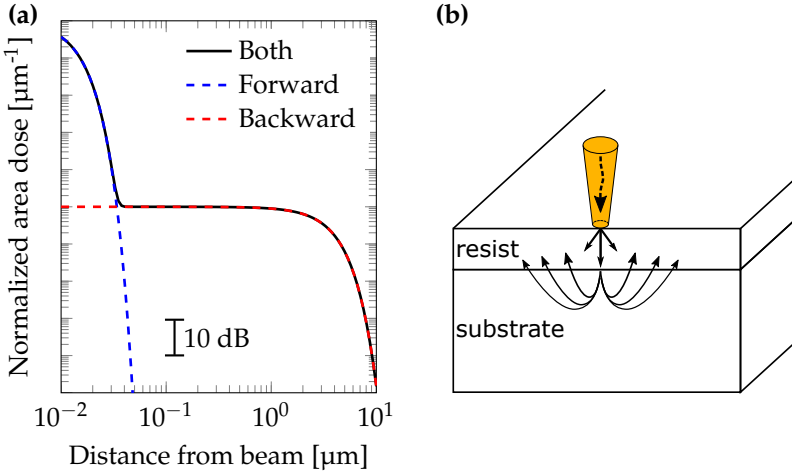 (a)
Normalized area dose [μm⁻¹]
Both
Forward
Backward
10 dB
10⁻²
10⁻¹
10⁰
10¹
Distance from beam [μm]
(b)
resist
substrate